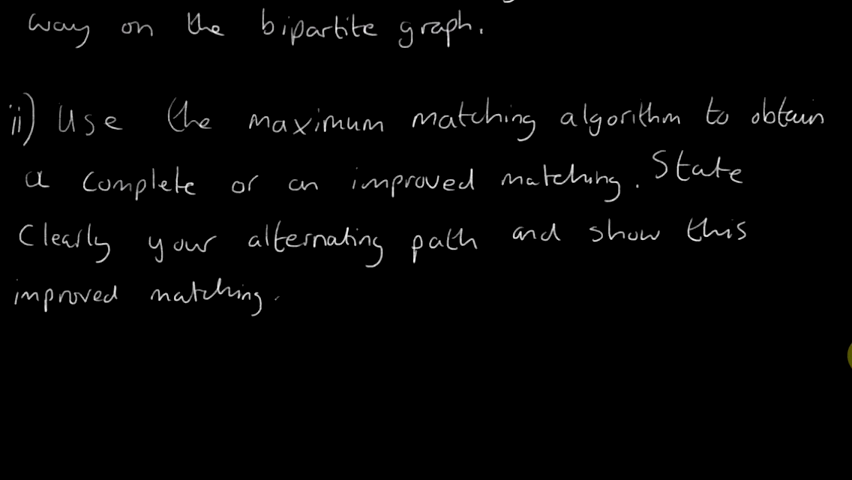 way on the bipartite graph.
ii) Use the maximum matching algorithm to obtain
a complete or an improved matching. State
Clearly your alternating path and show this
improved matching.